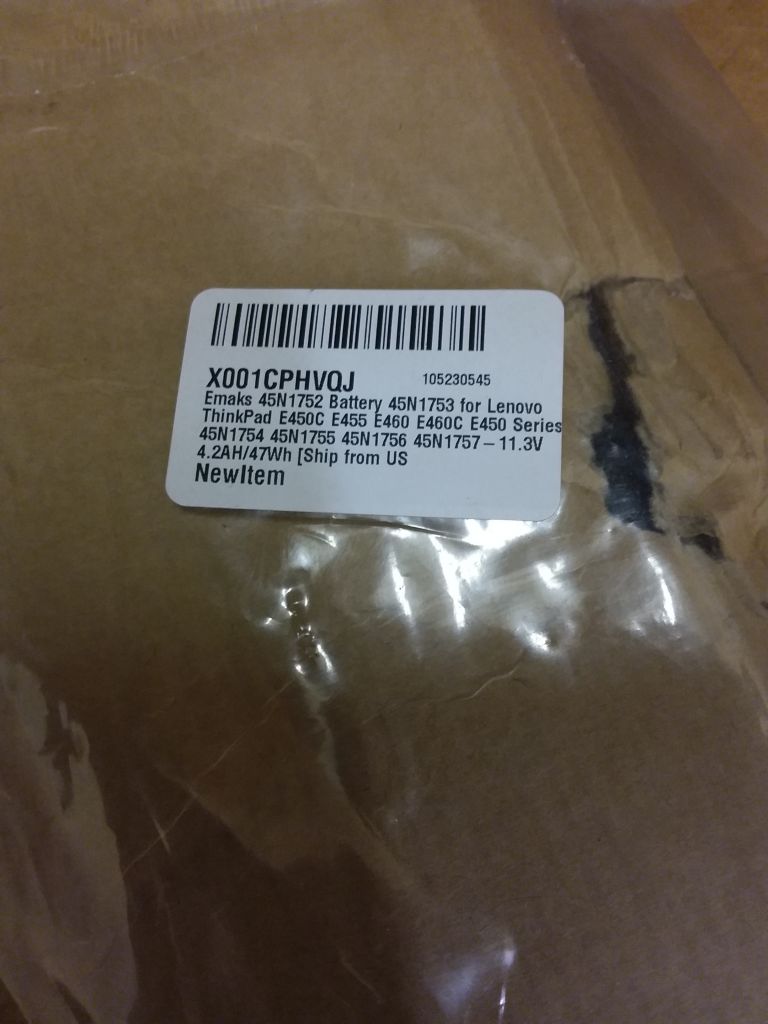 X001CPHVQJ 105230545
Emaks 45N1752 Battery 45N1753 for Lenovo
ThinkPad E450C E455 E460 E460C E450 Series
45N1754 45N1755 45N1756 45N1757 – 11.3V
4.2AH/47Wh [Ship from US
NewItem